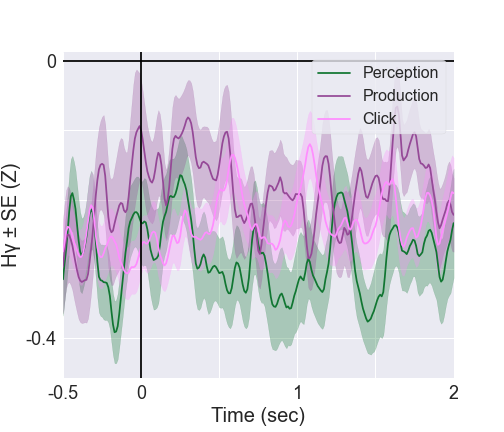 0
Perception
Production
Click
Hγ ± SE (Z)
-0.4
-0.5 0 1 2
Time (sec)